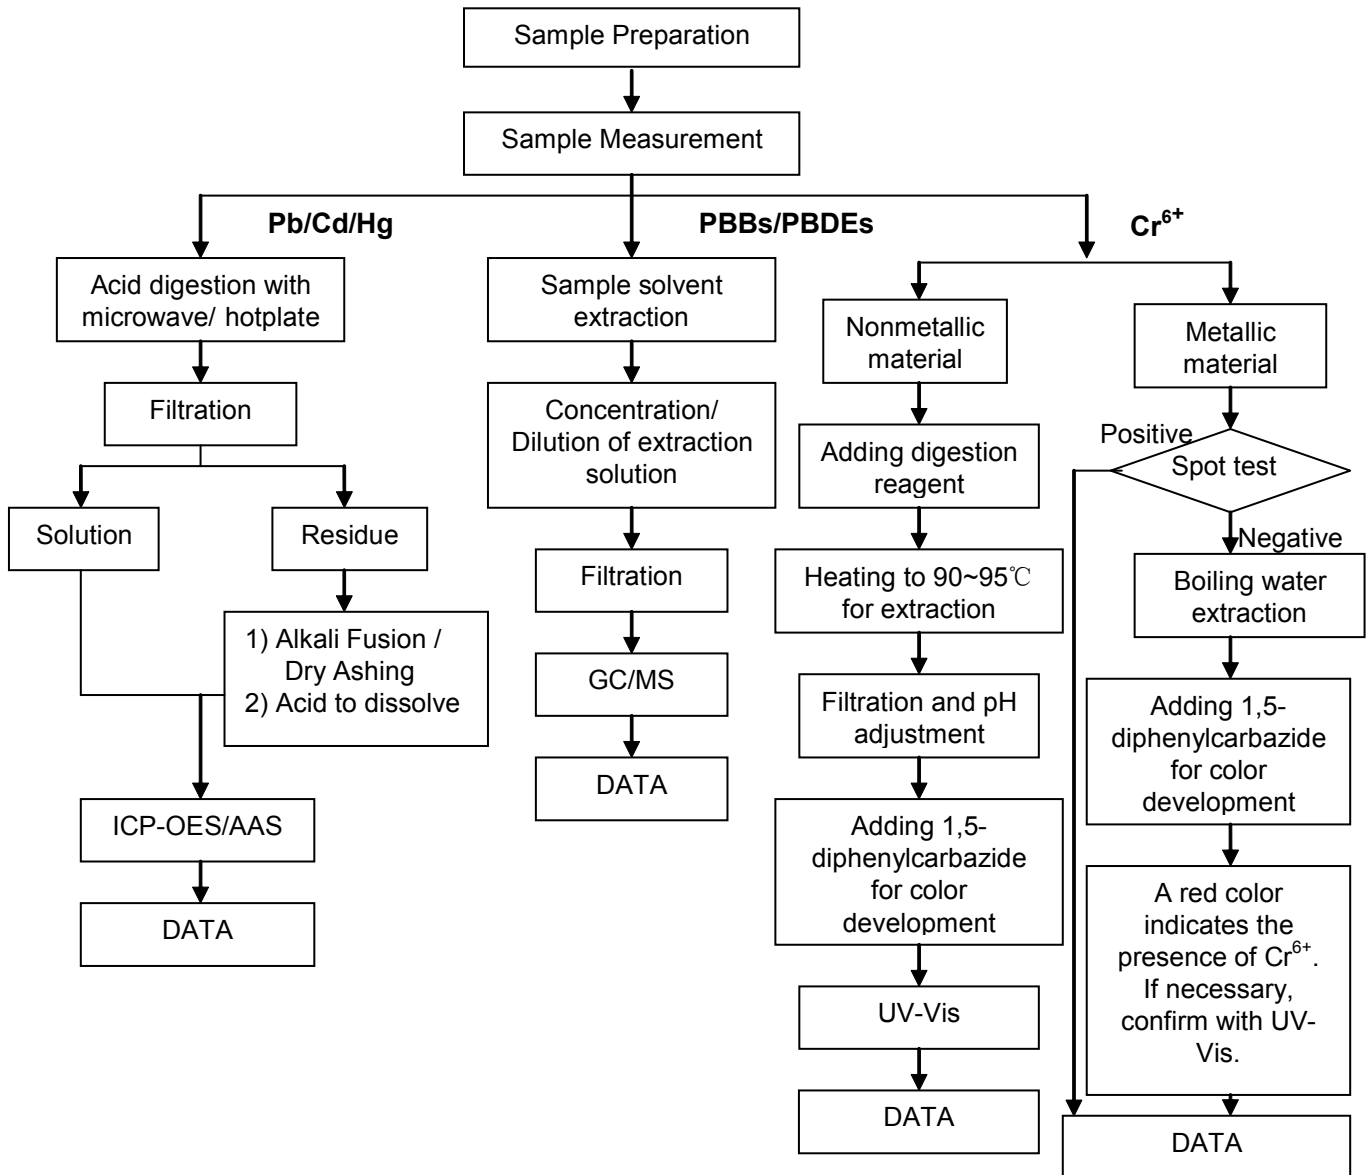 Sample Preparation
Sample Measurement
Pb/Cd/Hg
PBBs/PBDEs
Cr⁶⁺
Acid digestion with
microwave/ hotplate
Filtration
Solution
Residue
1) Alkali Fusion /
Dry Ashing
2) Acid to dissolve
ICP-OES/AAS
DATA
Sample solvent
extraction
Concentration/
Dilution of extraction
solution
Filtration
GC/MS
DATA
Nonmetallic
material
Adding digestion
reagent
Heating to 90~95℃
for extraction
Filtration and pH
adjustment
Adding 1,5-
diphenylcarbazide
for color
development
UV-Vis
DATA
Metallic
material
Positive
Spot test
Negative
Boiling water
extraction
Adding 1,5-
diphenylcarbazide
for color
development
A red color
indicates the
presence of Cr⁶⁺.
If necessary,
confirm with UV-
Vis.
DATA